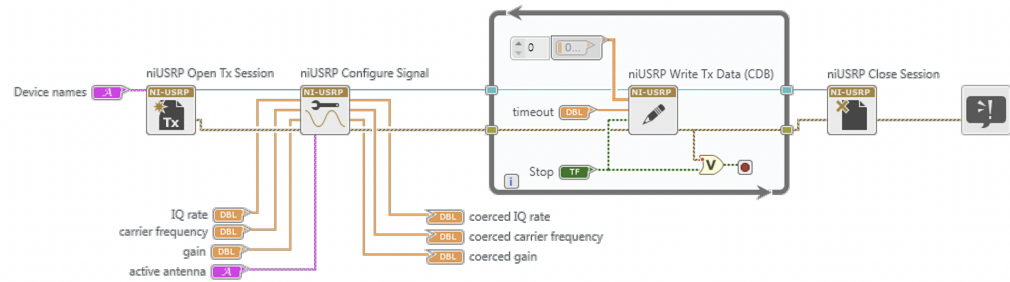 niUSRP Open Tx Session
niUSRP Configure Signal
niUSRP Write Tx Data (CDB)
niUSRP Close Session
Device names
A
NI-USRP
Tx
NI-USRP
0
0...
timeout
DBL
NI-USRP
NI-USRP
Stop
TF
V
i
IQ rate
DBL
carrier frequency
DBL
gain
DBL
active antenna
A
DBL
coerced IQ rate
DBL
coerced carrier frequency
DBL
coerced gain
?!